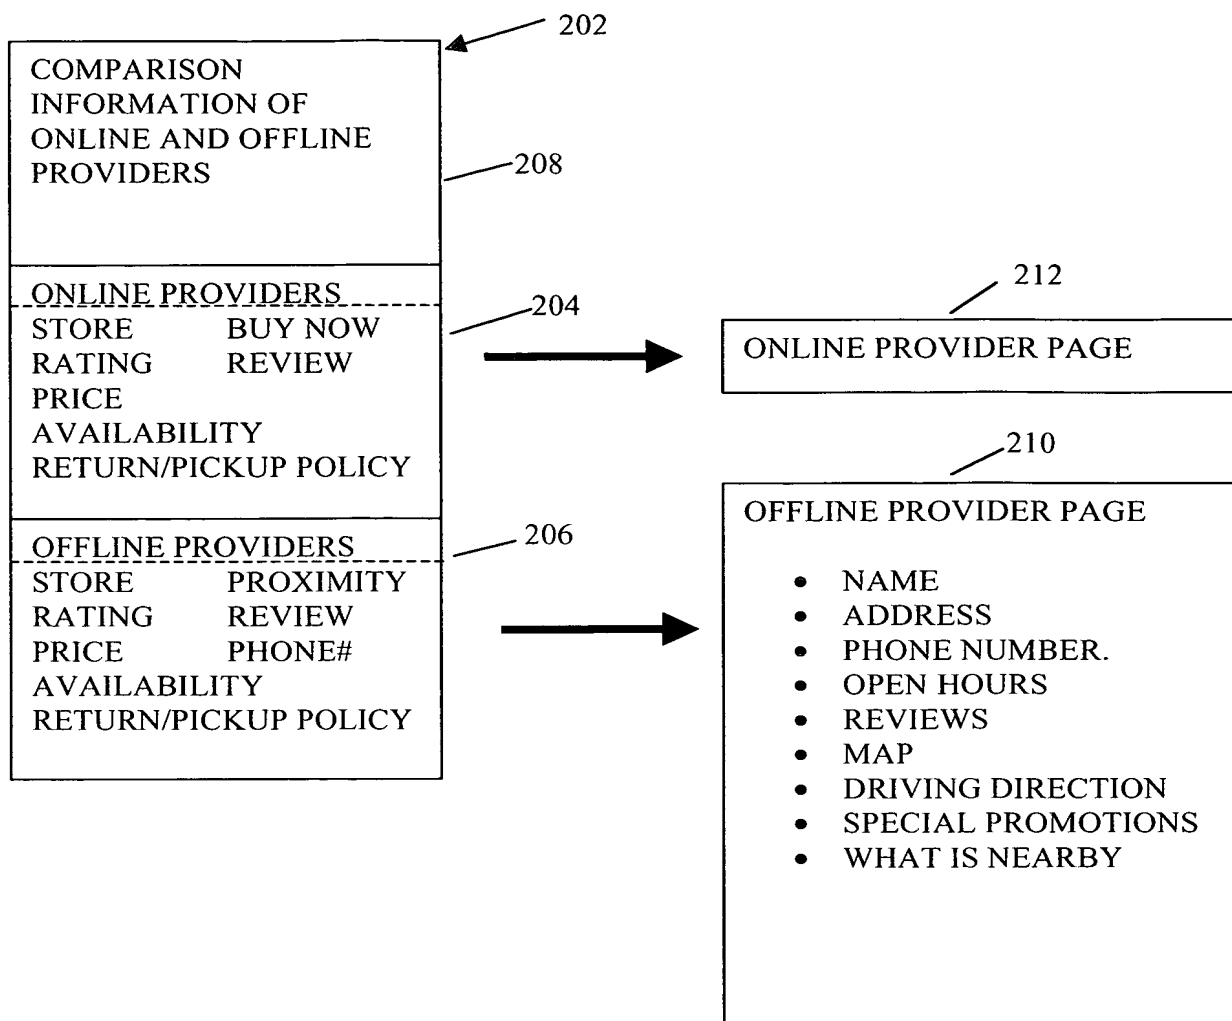 202
COMPARISON
INFORMATION OF
ONLINE AND OFFLINE
PROVIDERS
208
ONLINE PROVIDERS
204
STORE BUY NOW
RATING REVIEW
PRICE
AVAILABILITY
RETURN/PICKUP POLICY
OFFLINE PROVIDERS
206
STORE PROXIMITY
RATING REVIEW
PRICE PHONE#
AVAILABILITY
RETURN/PICKUP POLICY
212
ONLINE PROVIDER PAGE
210
OFFLINE PROVIDER PAGE
• NAME
• ADDRESS
• PHONE NUMBER.
• OPEN HOURS
• REVIEWS
• MAP
• DRIVING DIRECTION
• SPECIAL PROMOTIONS
• WHAT IS NEARBY